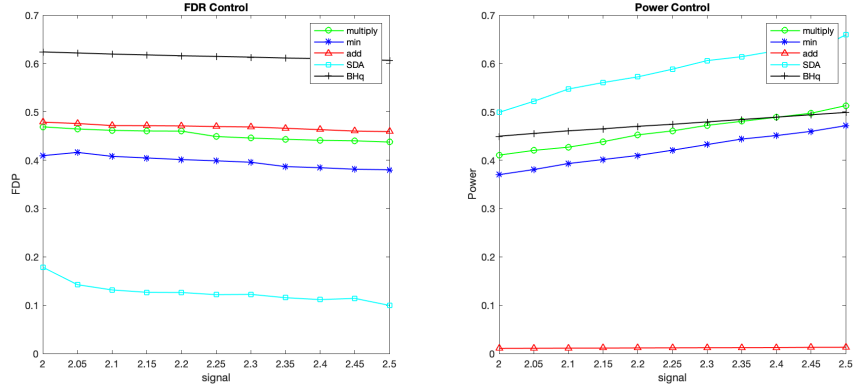 FDR Control
0.7
0.6
0.5
0.4
0.3
0.2
0.1
0
FDP
2 2.05 2.1 2.15 2.2 2.25 2.3 2.35 2.4 2.45 2.5
signal
multiply
min
add
SDA
BHq
Power Control
0.7
0.6
0.5
0.4
0.3
0.2
0.1
0
Power
2 2.05 2.1 2.15 2.2 2.25 2.3 2.35 2.4 2.45 2.5
signal
multiply
min
add
SDA
BHq